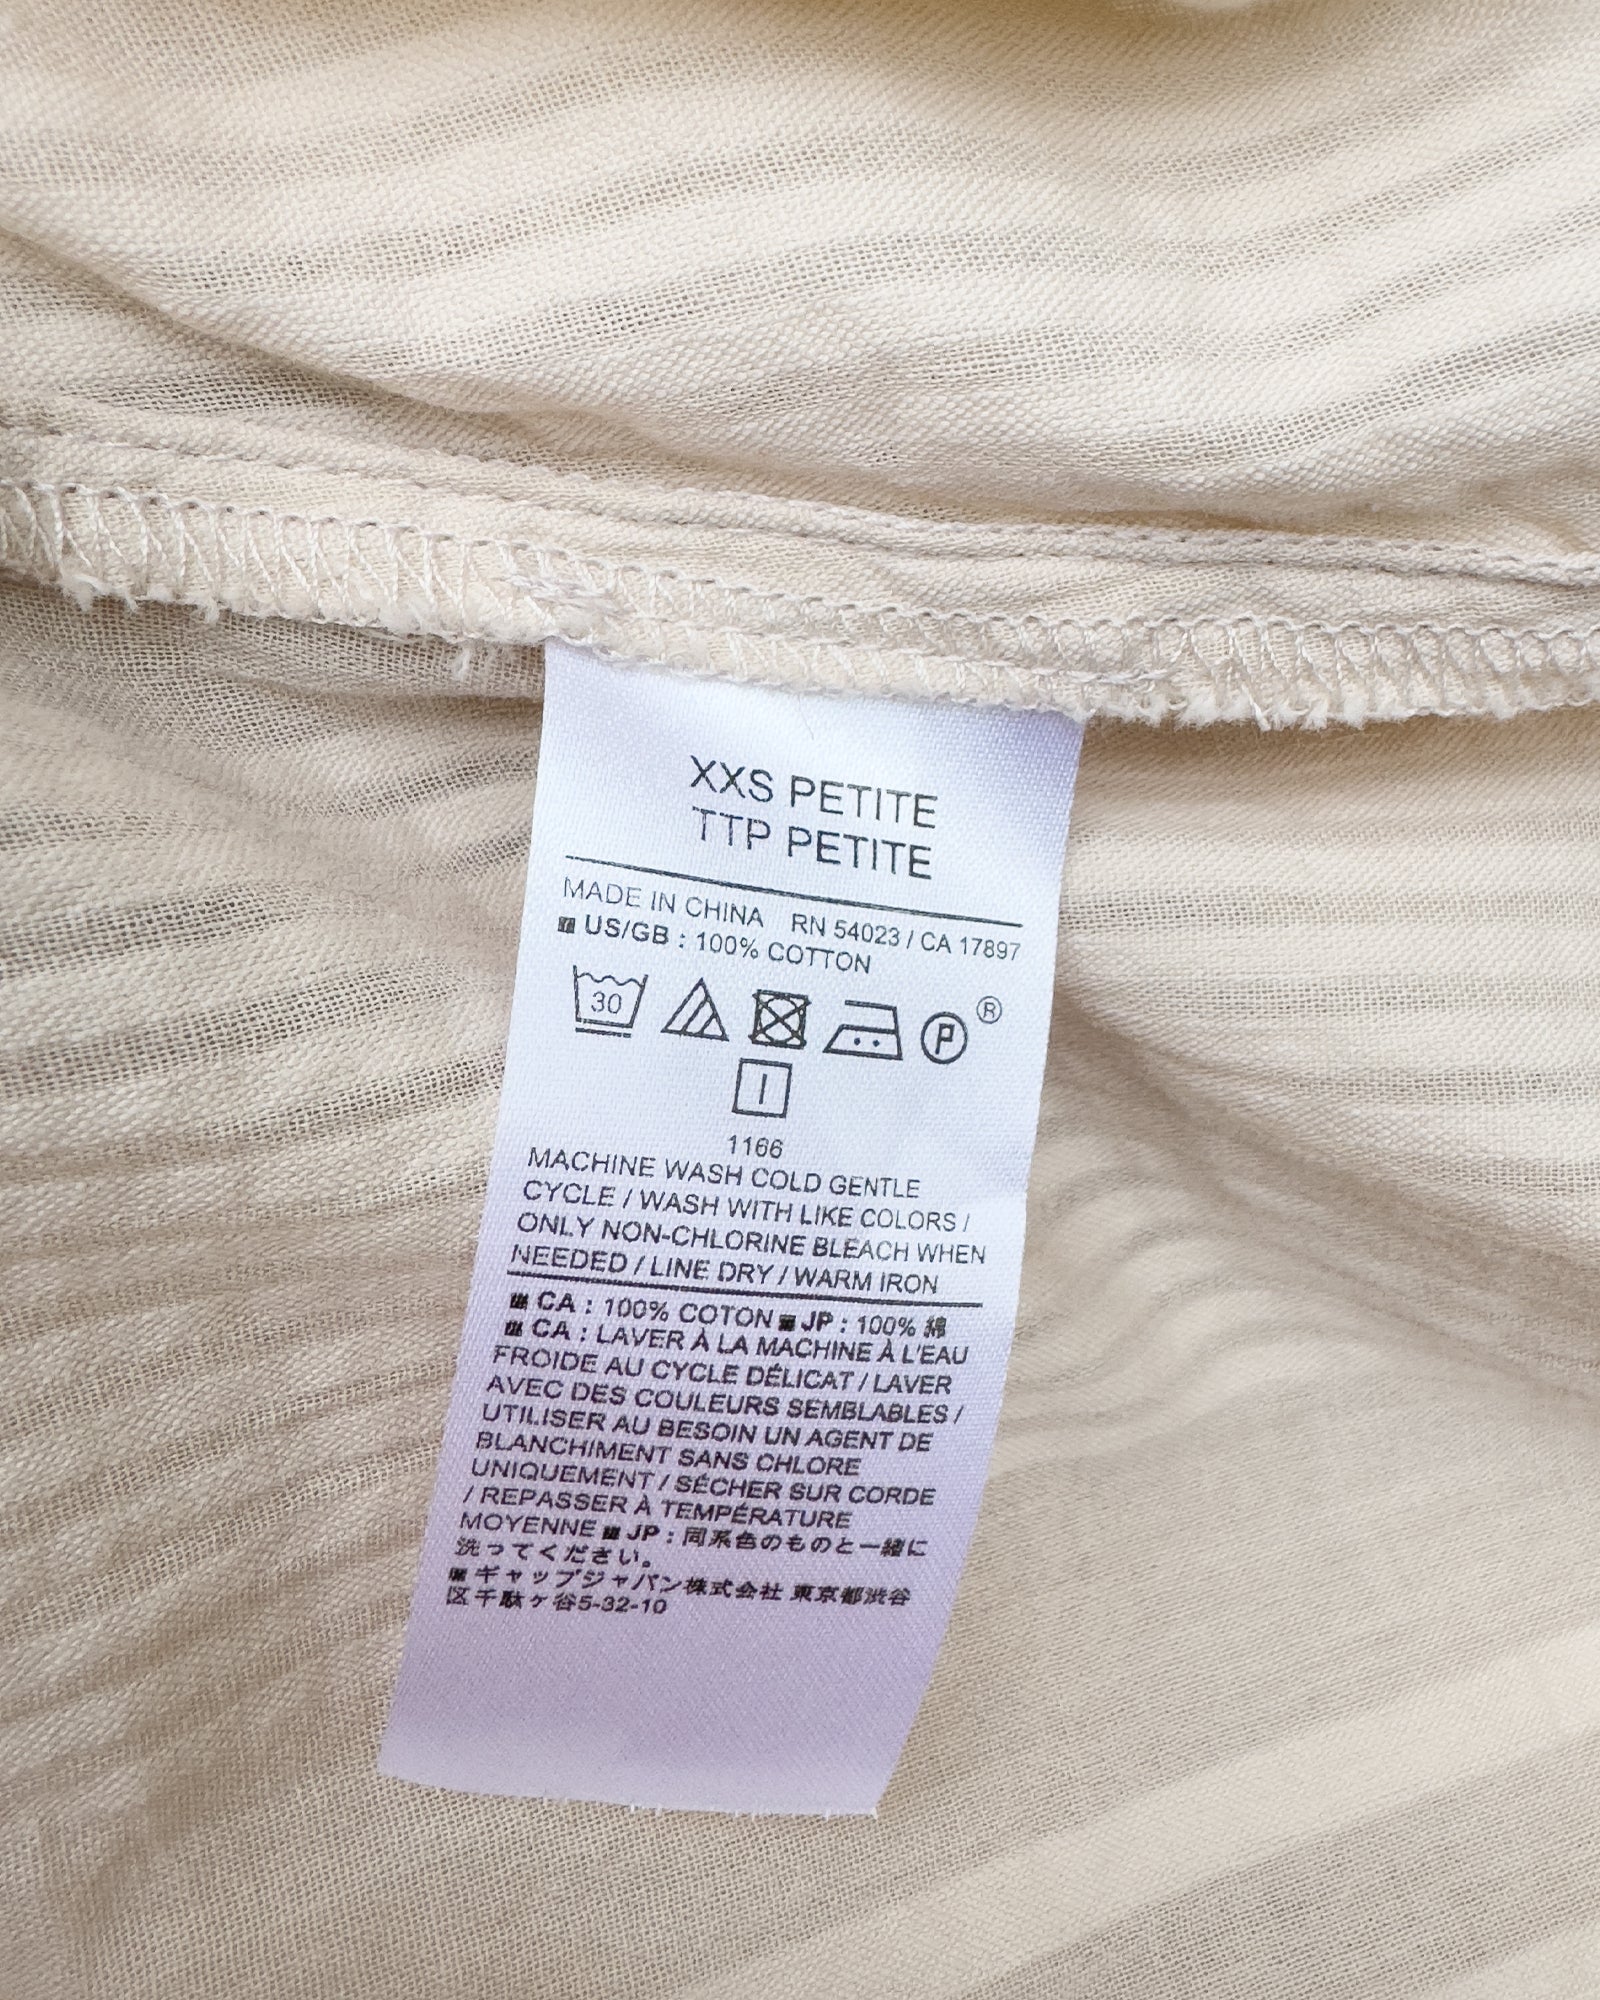 XXS PETITE
TTP PETITE
MADE IN CHINA RN 54023 / CA 17897
US/GB : 100% COTTON
30 P ®
1166
MACHINE WASH COLD GENTLE
CYCLE / WASH WITH LIKE COLORS /
ONLY NON-CHLORINE BLEACH WHEN
NEEDED / LINE DRY / WARM IRON
CA : 100% COTON JP : 100% 綿
CA : LAVER À LA MACHINE À L'EAU
FROIDE AU CYCLE DÉLICAT / LAVER
AVEC DES COULEURS SEMBLABLES /
UTILISER AU BESOIN UN AGENT DE
BLANCHIMENT SANS CHLORE
UNIQUEMENT / SÉCHER SUR CORDE
/ REPASSER À TEMPÉRATURE
MOYENNE JP : 同系色のものと一緒に
洗ってください。
ギャップジャパン株式会社 東京都渋谷
区千駄ヶ谷5-32-10